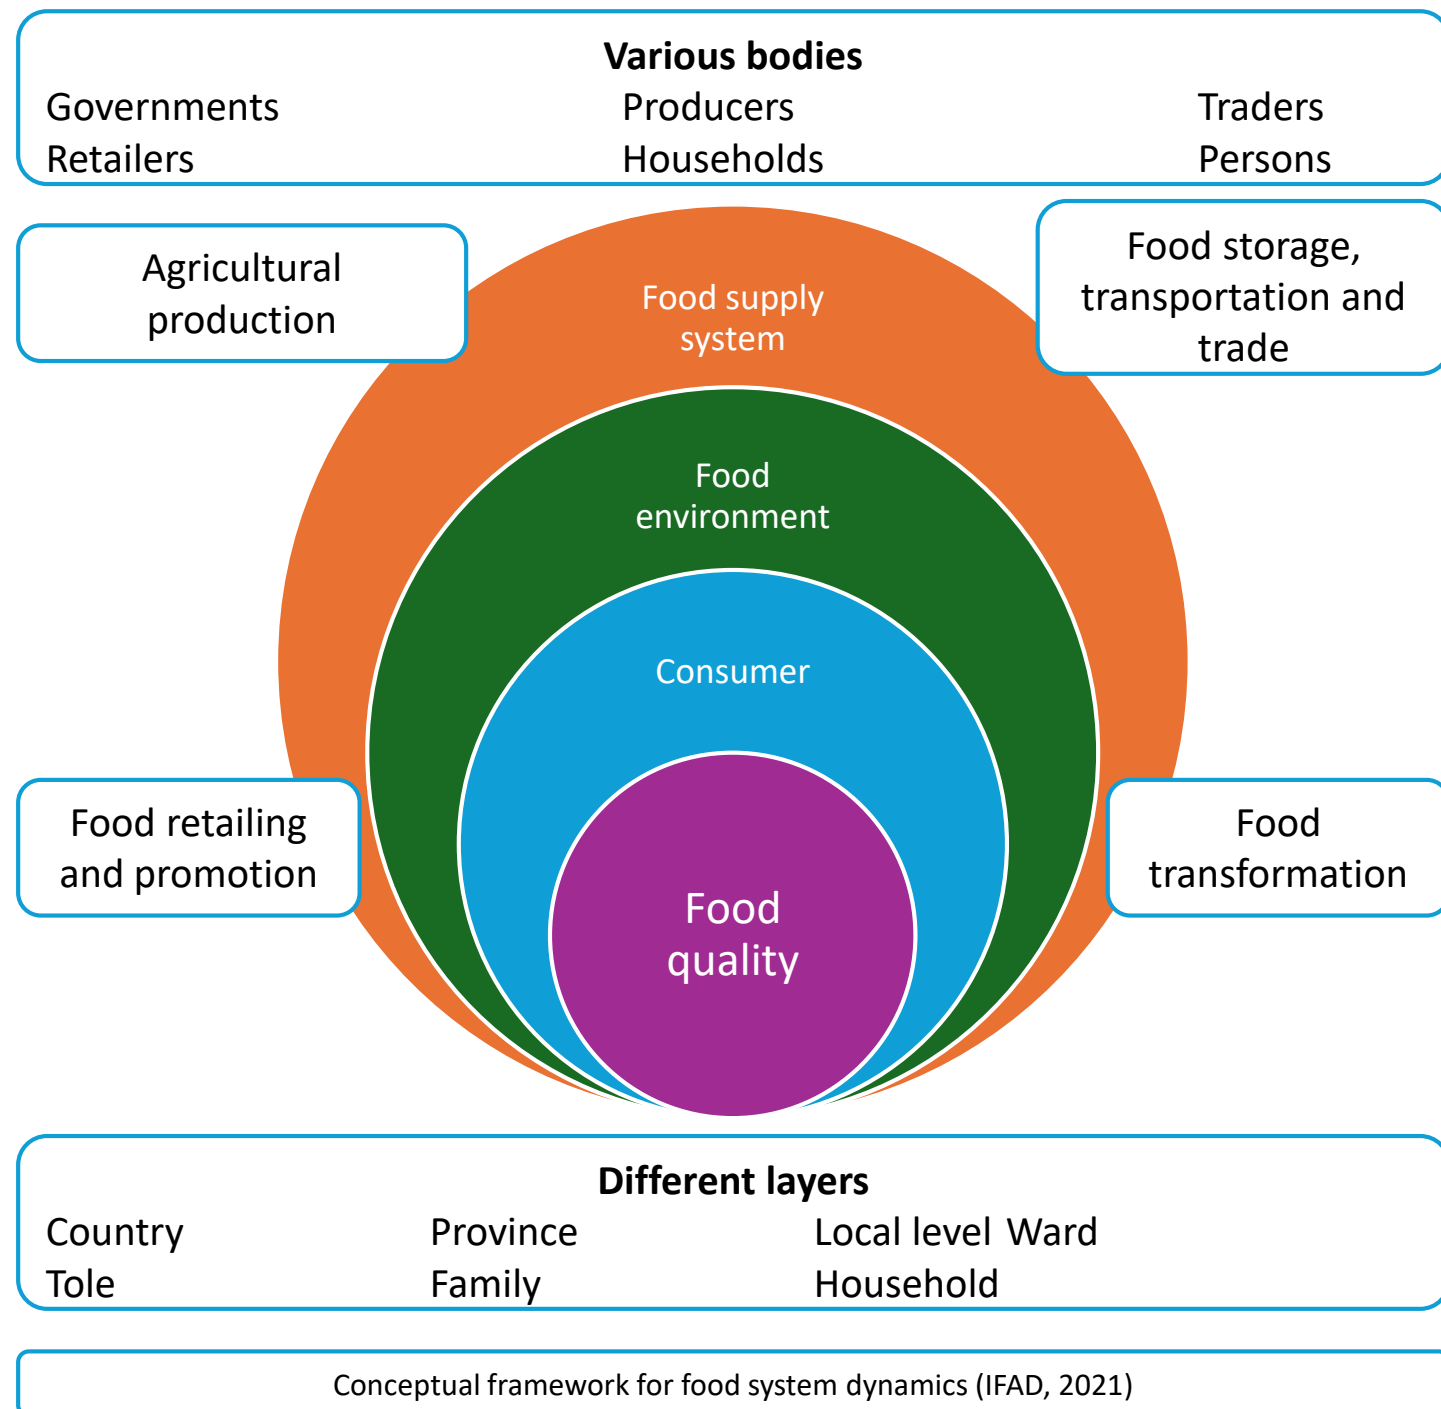 Various bodies
Governments Producers Traders
Retailers Households Persons
Agricultural
production
Food storage,
transportation and
trade
Food supply
system
Food
environment
Consumer
Food retailing
and promotion
Food
transformation
Food
quality
Different layers
Country Province Local level Ward
Tole Family Household
Conceptual framework for food system dynamics (IFAD, 2021)